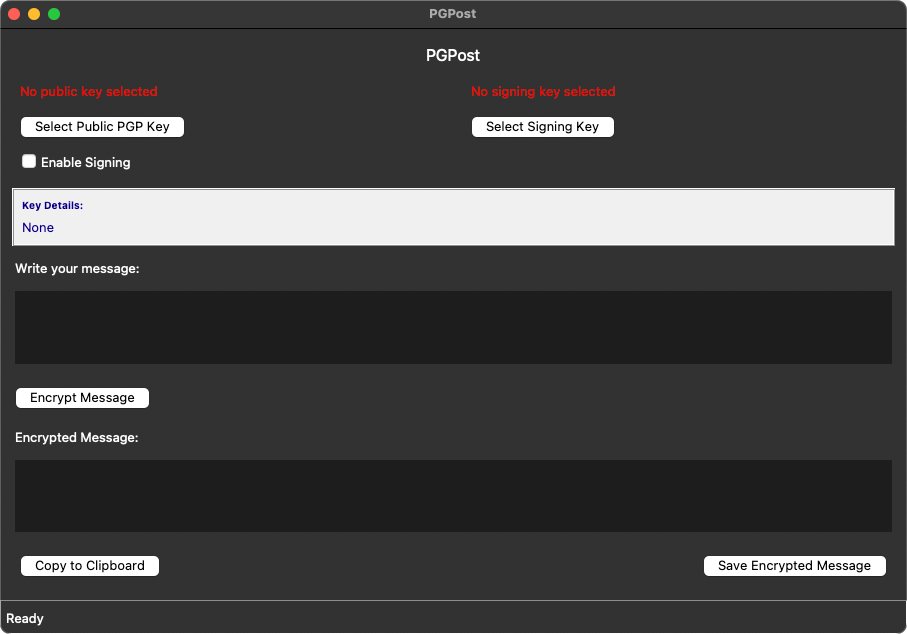 PGPost
PGPost
No public key selected
No signing key selected
Select Public PGP Key
Select Signing Key
Enable Signing
Key Details:
None
Write your message:
Encrypt Message
Encrypted Message:
Copy to Clipboard
Save Encrypted Message
Ready